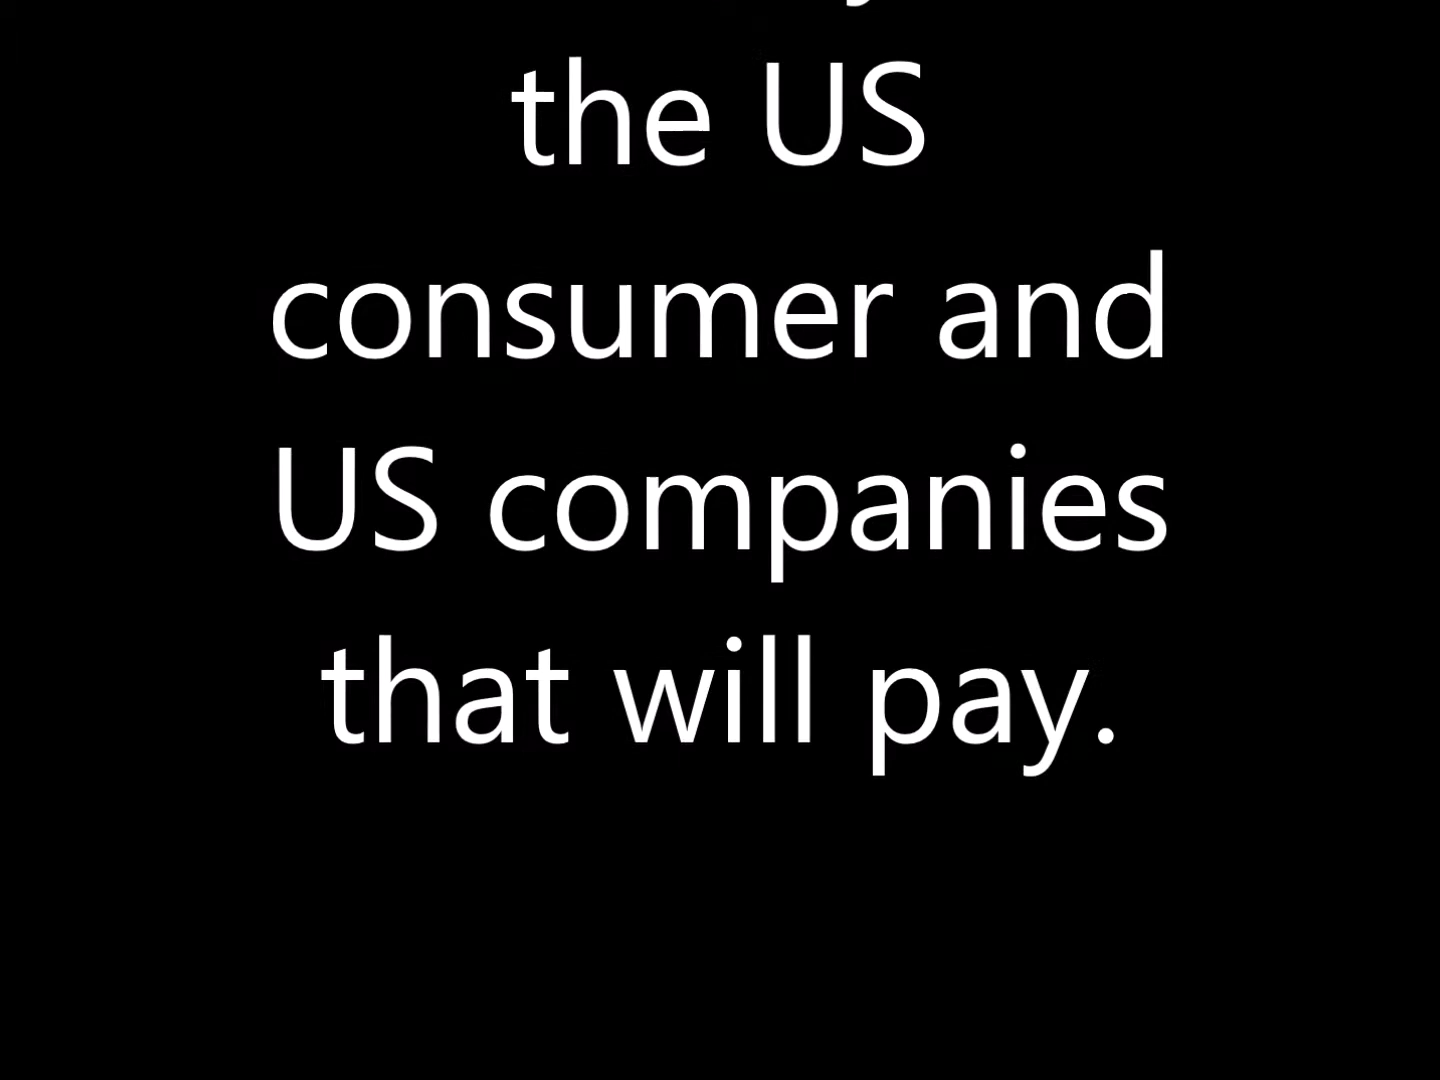 the US
consumer and
US companies
that will pay.